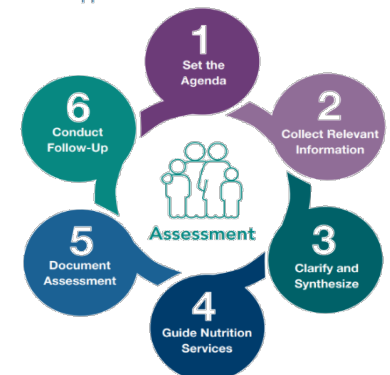 1
Set the
Agenda
2
Collect Relevant
Information
3
Clarify and
Synthesize
4
Guide Nutrition
Services
5
Document
Assessment
6
Conduct
Follow-Up
Assessment